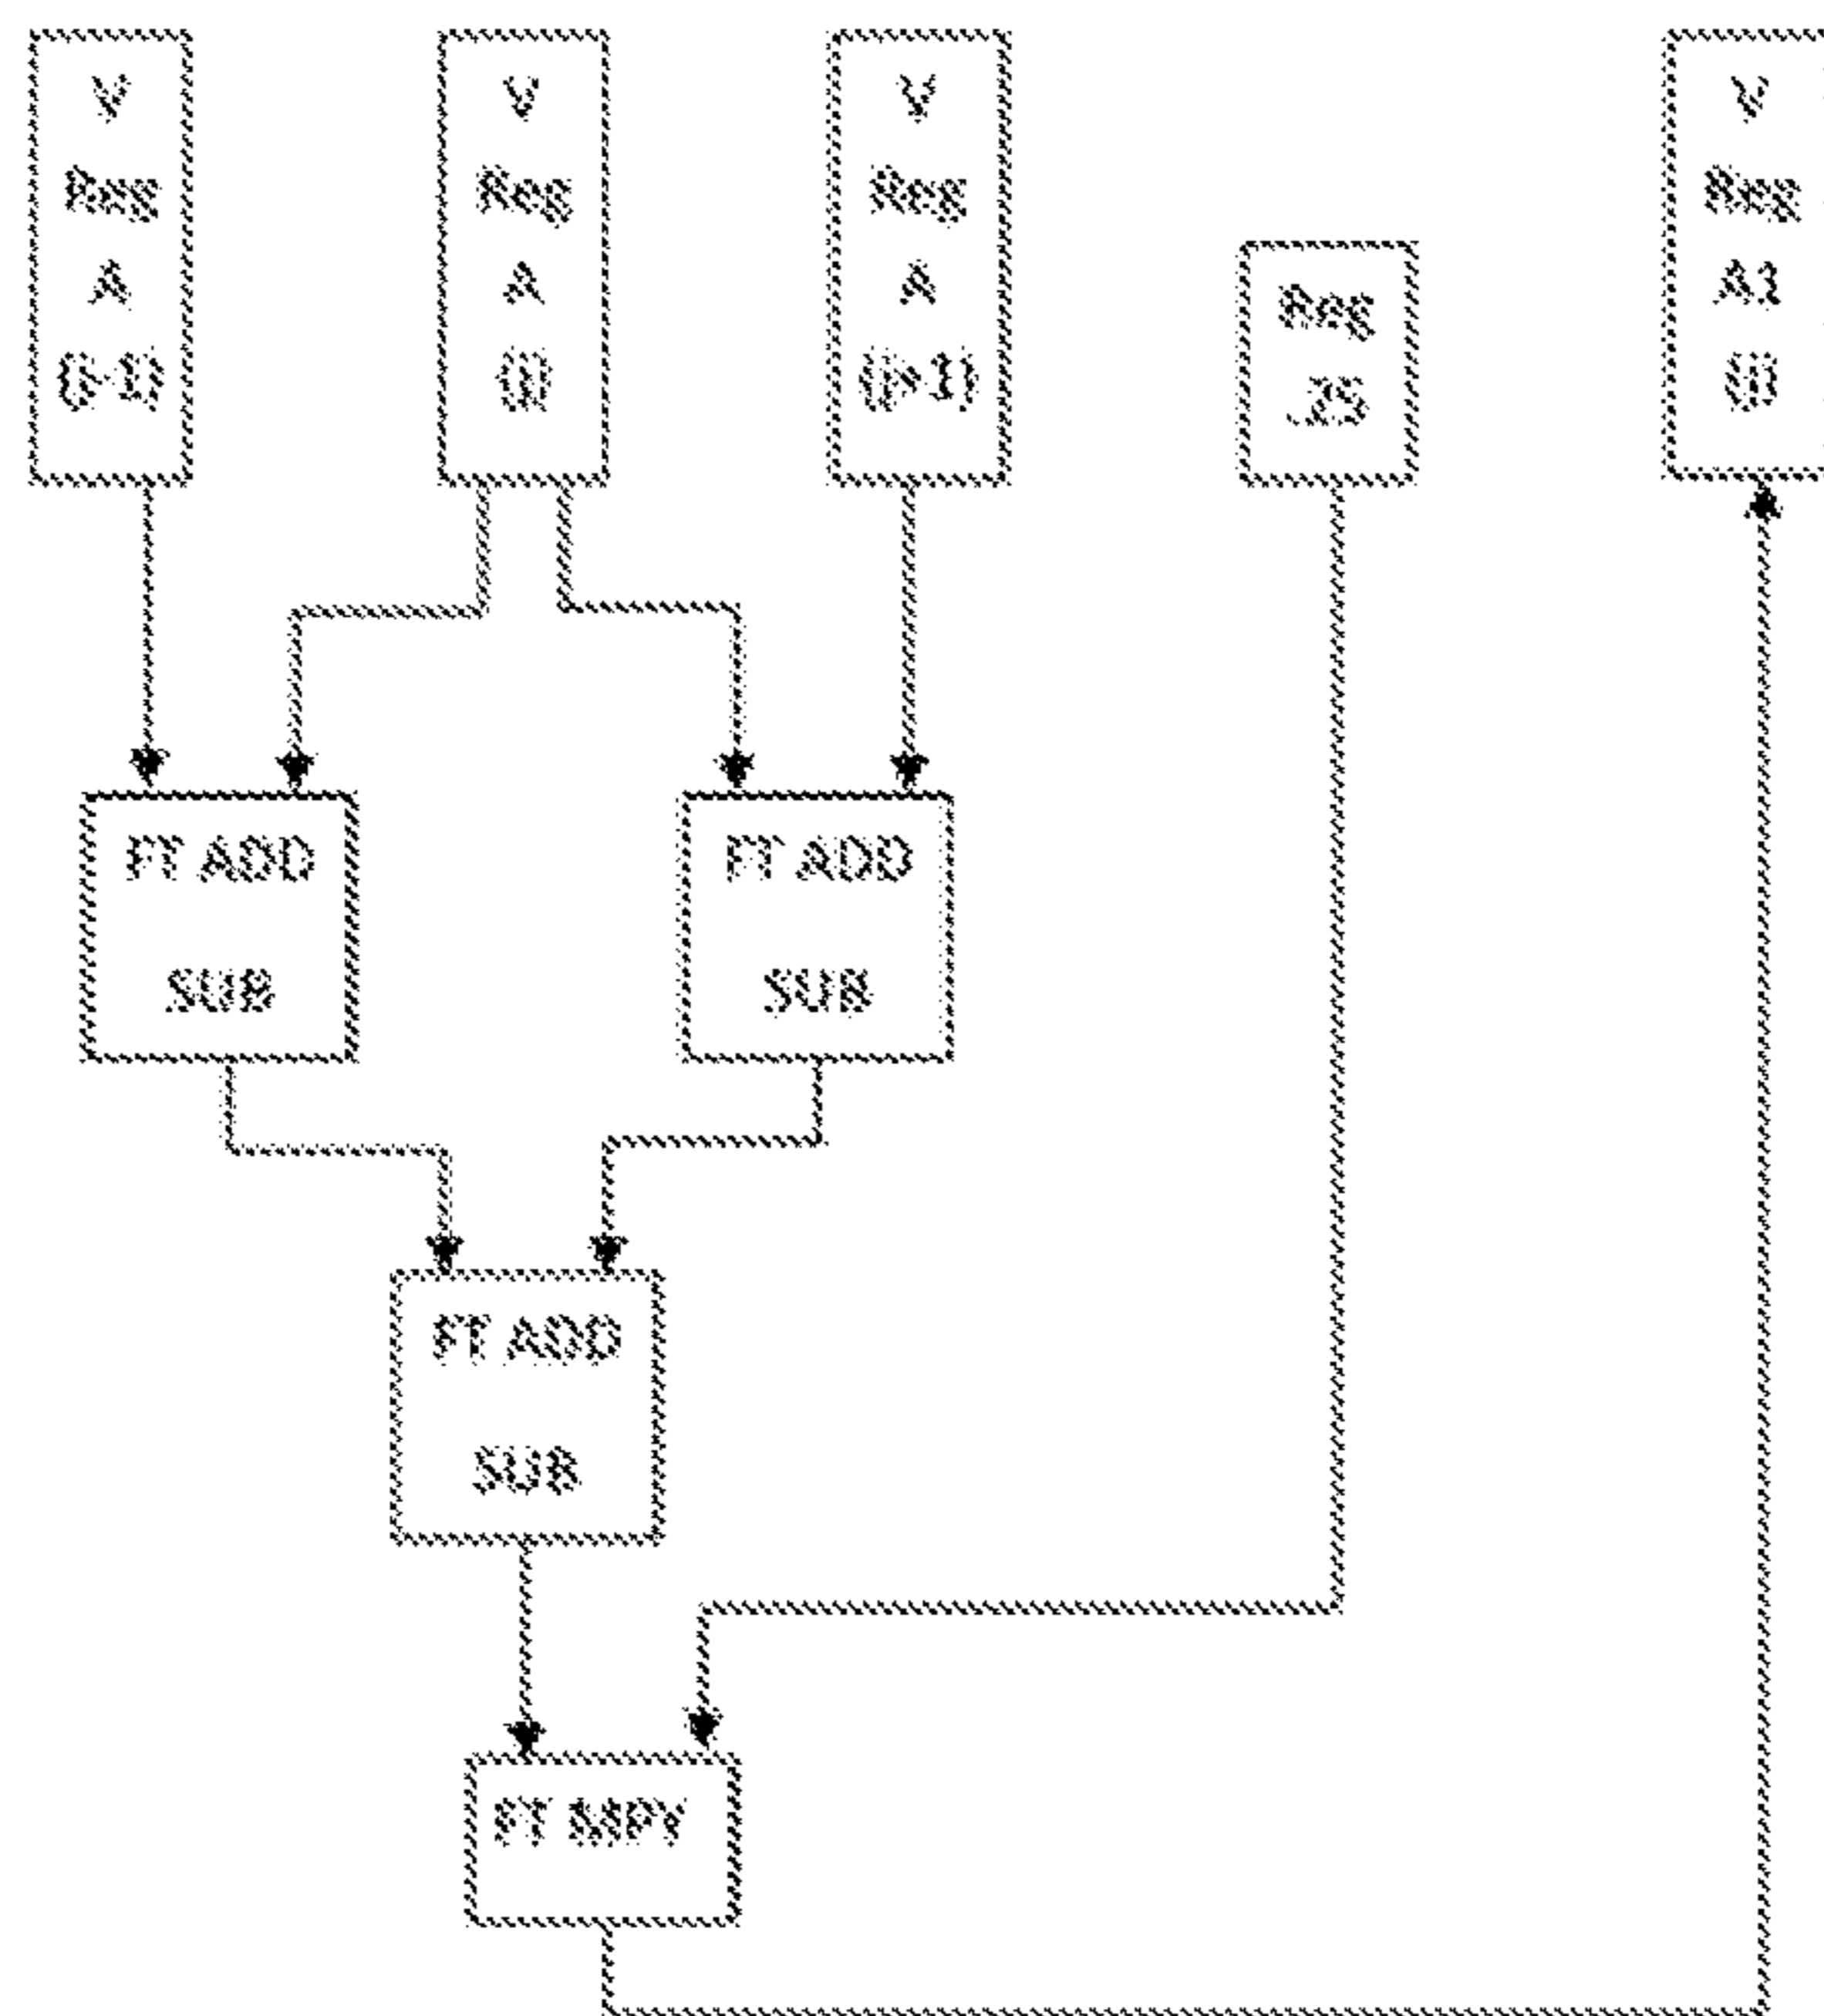 V
Reg
A
(j-1)
V
Reg
A
(j)
V
Reg
A
(j+1)
Reg
.25
V
Reg
A1
(j)
FT ADD
SUB
FT ADD
SUB
FT ADD
SUB
FT MPY